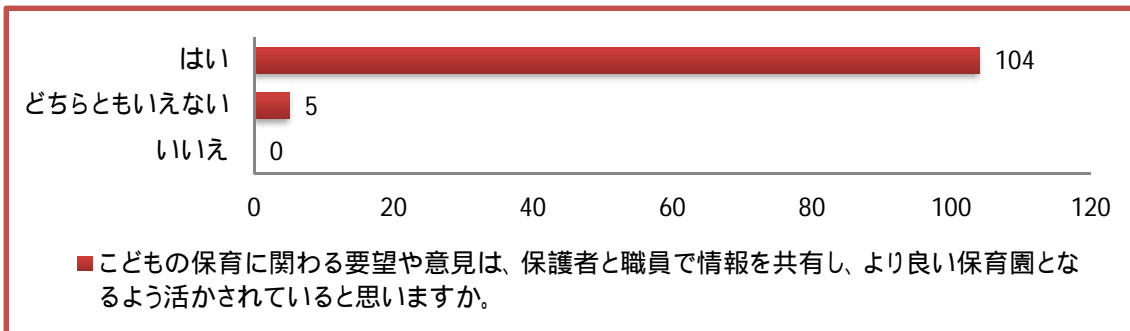 はい 104
どちらともいえない 5
いいえ 0
0 20 40 60 80 100 120
こどもの保育に関わる要望や意見は、保護者と職員で情報を共有し、より良い保育園とな
るよう活かされていると思いますか。